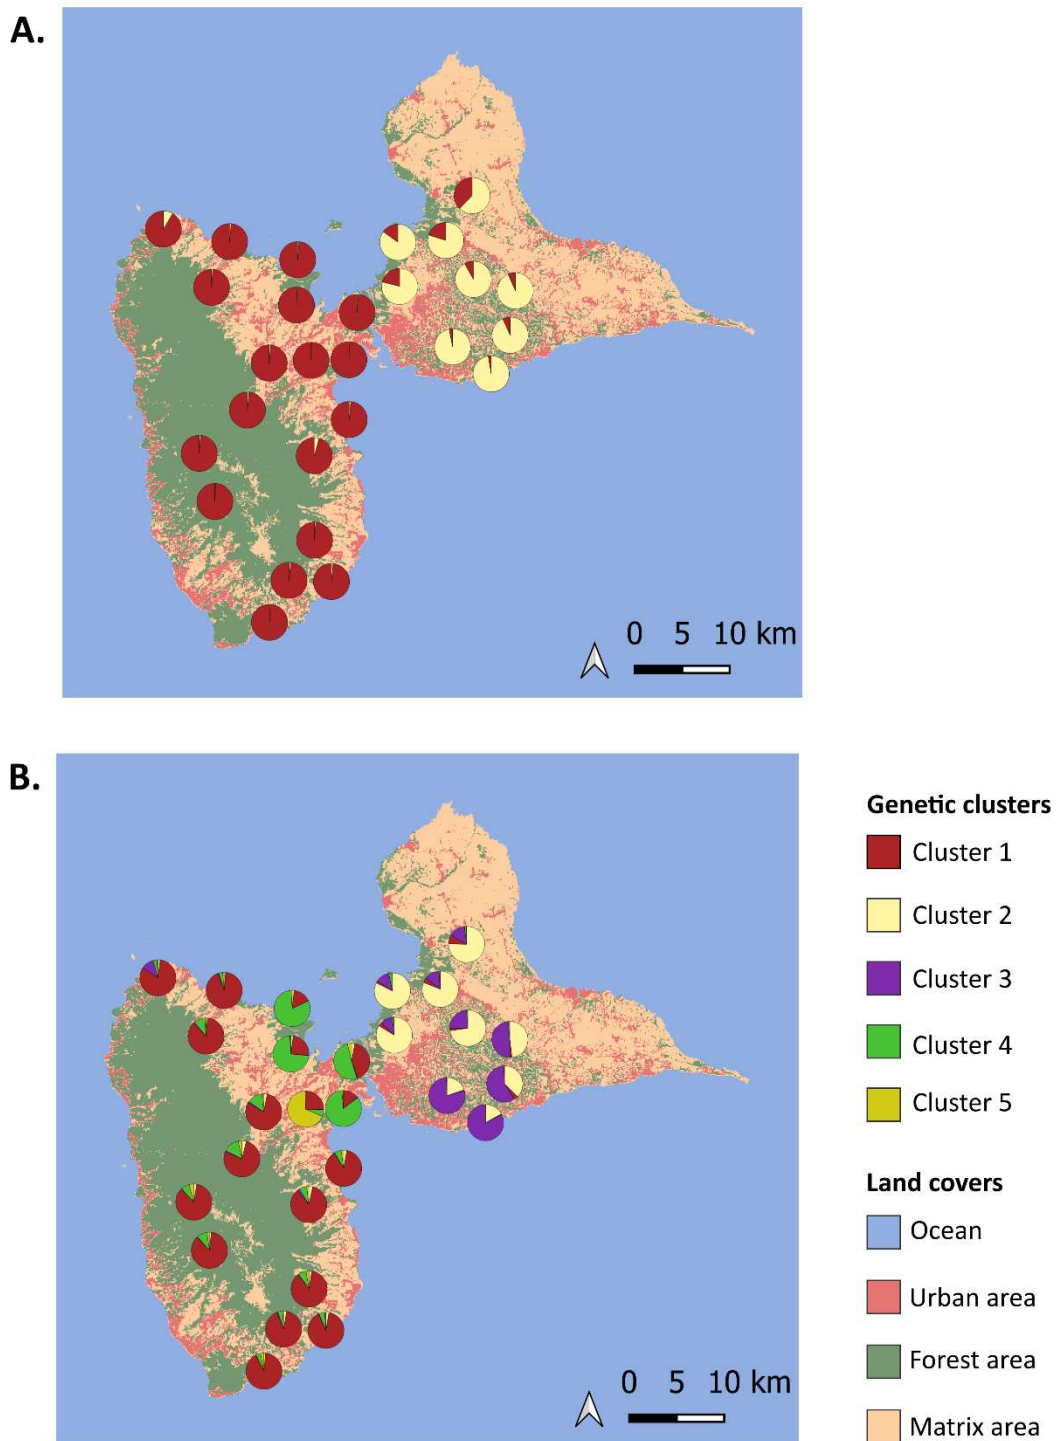 A.
0 5 10 km
B.
Genetic clusters
Cluster 1
Cluster 2
Cluster 3
Cluster 4
Cluster 5
Land covers
Ocean
Urban area
Forest area
Matrix area
0 5 10 km